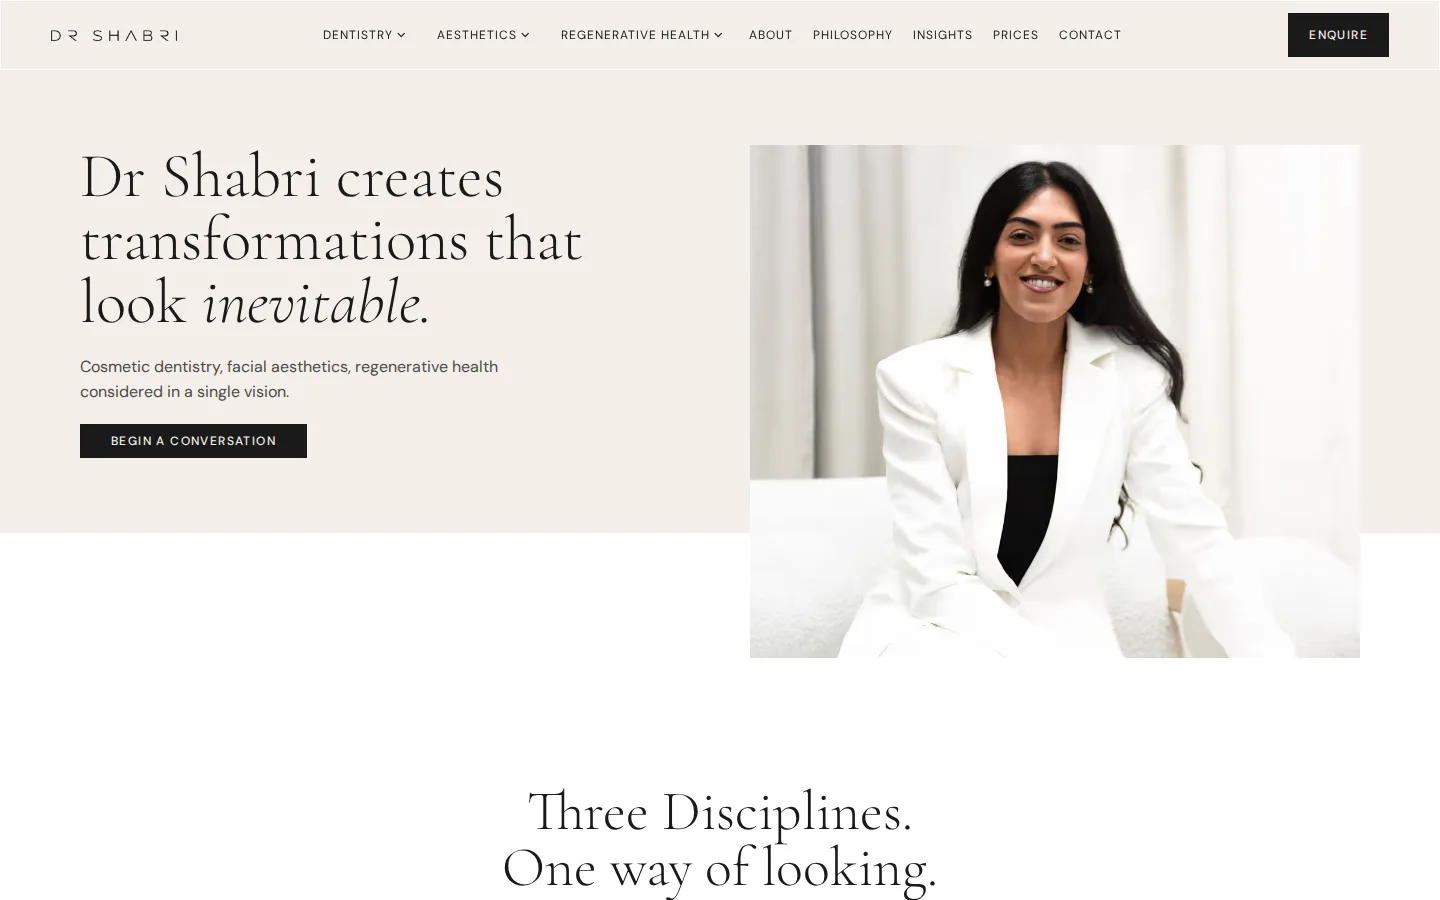 DR SHABRI
DENTISTRY
AESTHETICS
REGENERATIVE HEALTH
ABOUT
PHILOSOPHY
INSIGHTS
PRICES
CONTACT
ENQUIRE
Dr Shabri creates
transformations that
look inevitable.
Cosmetic dentistry, facial aesthetics, regenerative health
considered in a single vision.
BEGIN A CONVERSATION
Three Disciplines.
One way of looking.